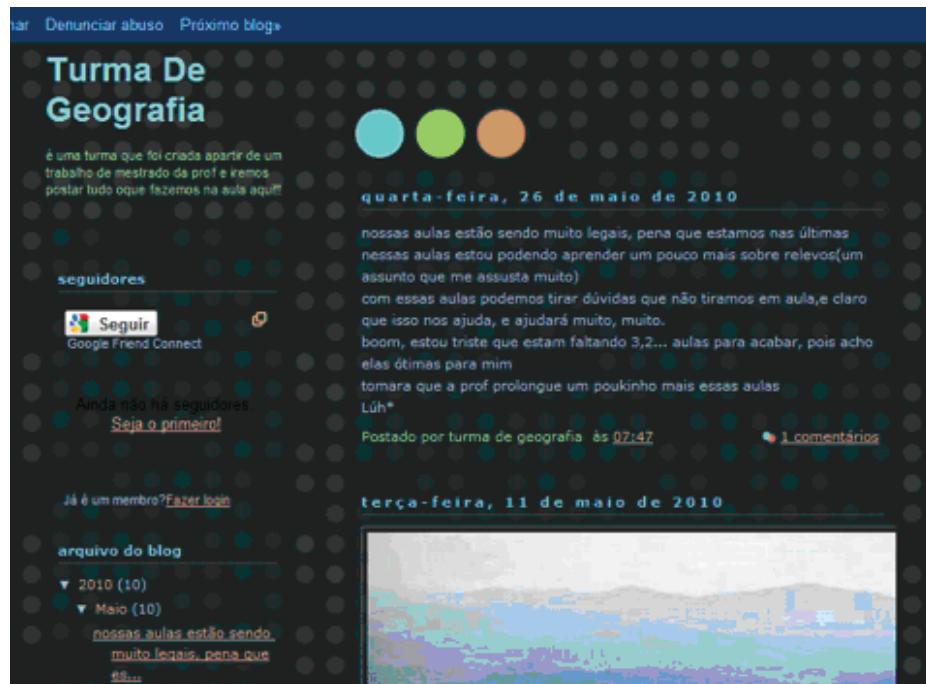 nar Denunciar abuso Próximo blog»
Turma De
Geografia
é uma turma que foi criada apartir de um
trabalho de mestrado da prof e iremos
postar tudo oque fazemos na aula aqui!!!
seguidores
Seguir
Google Friend Connect
Ainda não há seguidores.
Seja o primeiro!
Já é um membro?Fazer login
arquivo do blog
▼ 2010 (10)
▼ Maio (10)
nossas aulas estão sendo
muito legais, pena que
es...
quarta-feira, 26 de maio de 2010
nossas aulas estão sendo muito legais, pena que estamos nas últimas
nessas aulas estou podendo aprender um pouco mais sobre relevos(um
assunto que me assusta muito)
com essas aulas podemos tirar dúvidas que não tiramos em aula,e claro
que isso nos ajuda, e ajudará muito, muito.
boom, estou triste que estam faltando 3,2... aulas para acabar, pois acho
elas ótimas para mim
tomara que a prof prolongue um poukinho mais essas aulas
Lúh*
Postado por turma de geografia às 07:47 1 comentários
terça-feira, 11 de maio de 2010